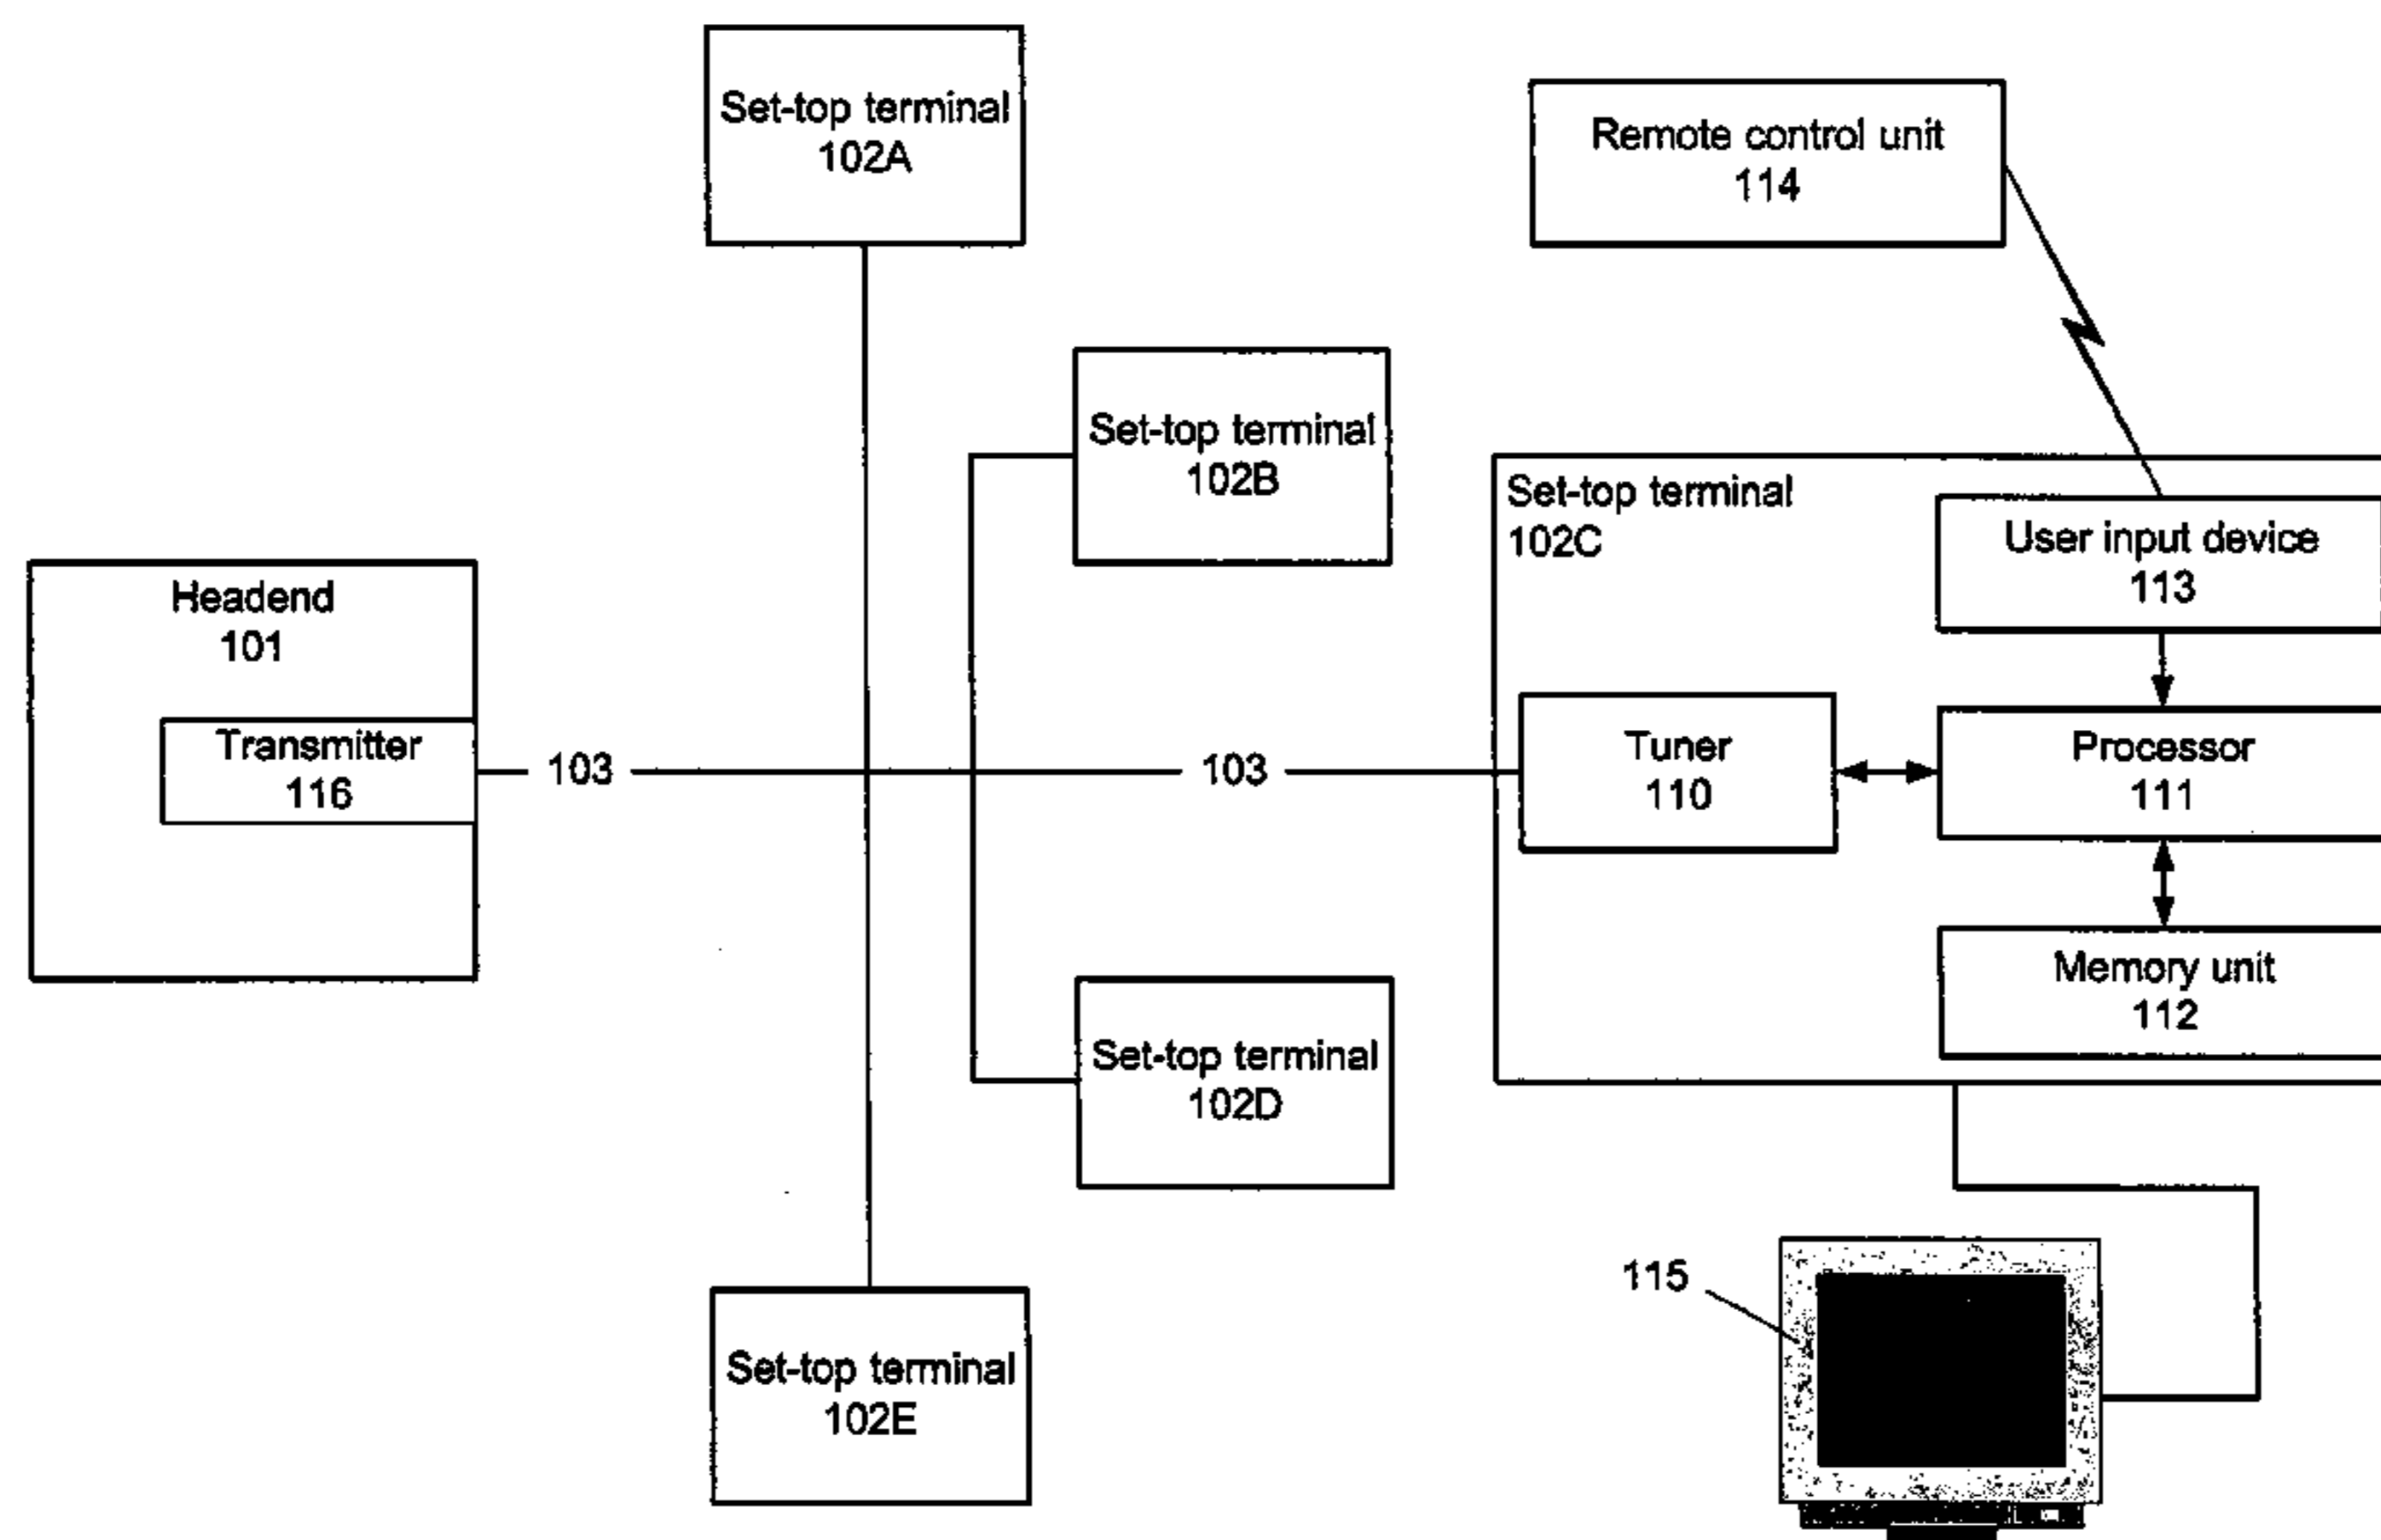 Set-top terminal
102A
Remote control unit
114
Set-top terminal
102B
Set-top terminal
102C
User input device
113
Headend
101
Transmitter
116
103
103
Tuner
110
Processor
111
Memory unit
112
Set-top terminal
102D
115
Set-top terminal
102E